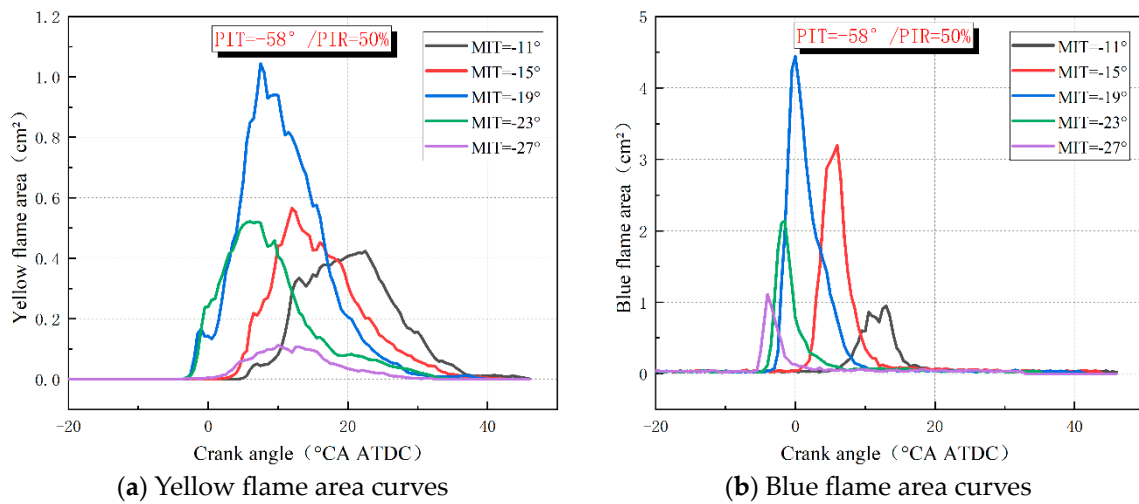 PIT=-58° /PIR=50%
MIT=-11°
MIT=-15°
MIT=-19°
MIT=-23°
MIT=-27°
Yellow flame area（cm²）
1.2
1.0
0.8
0.6
0.4
0.2
0.0
-20
0
20
40
Crank angle（°CA ATDC）
(a) Yellow flame area curves
PIT=-58° /PIR=50%
MIT=-11°
MIT=-15°
MIT=-19°
MIT=-23°
MIT=-27°
Blue flame area（cm²）
5
4
3
2
1
0
-20
0
20
40
Crank angle（°CA ATDC）
(b) Blue flame area curves